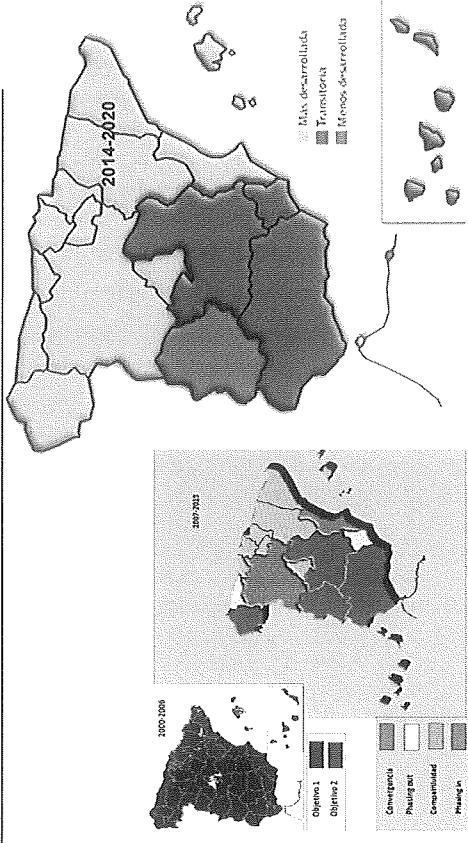 2014-2020
Más desarrollada
Transitoria
Menos desarrollada
2007-2013
2000-2006
Objetivo 1
Objetivo 2
Convergencia
Phasing out
Competitividad
Phasing in